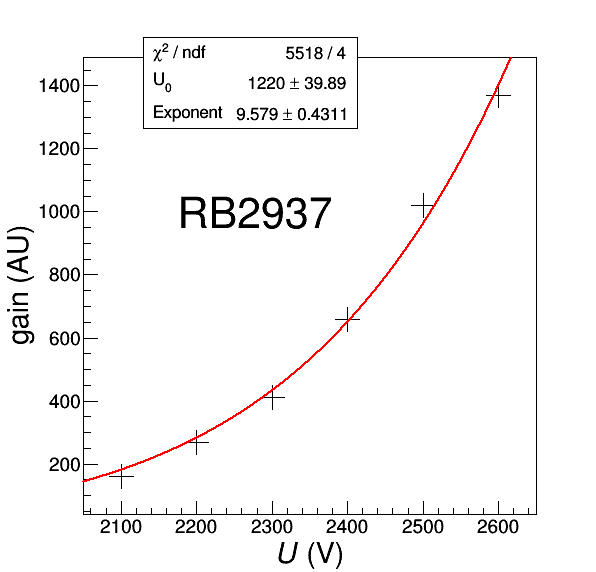 χ² / ndf 5518 / 4
U₀ 1220 ± 39.89
Exponent 9.579 ± 0.4311
RB2937
gain (AU)
1400
1200
1000
800
600
400
200
2100 2200 2300 2400 2500 2600
U (V)